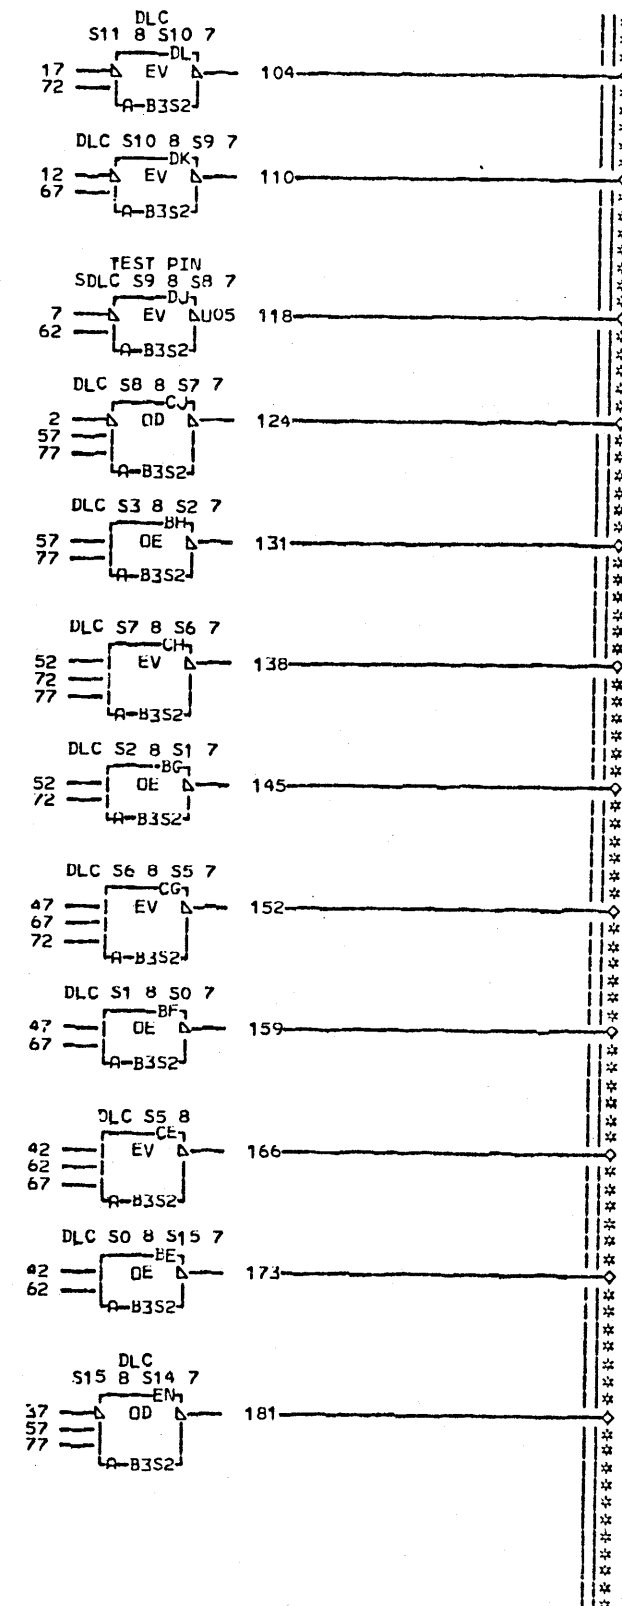 DLC
S11 8 S10 7
DL
17 EV 104
72
A B3S2
DLC S10 8 S9 7
DK
12 EV 110
67
A B3S2
TEST PIN
SDLC S9 8 S8 7
DJ
7 EV U05 118
62
A B3S2
DLC S8 8 S7 7
CJ
2 OD 124
57
77
A B3S2
DLC S3 8 S2 7
BH
57 OE 131
77
A B3S2
DLC S7 8 S6 7
CH
52 EV 138
72
77
A B3S2
DLC S2 8 S1 7
BG
52 OE 145
72
A B3S2
DLC S6 8 S5 7
CG
47 EV 152
67
72
A B3S2
DLC S1 8 S0 7
BF
47 OE 159
67
A B3S2
DLC S5 8
CE
42 EV 166
62
67
A B3S2
DLC S0 8 S15 7
BE
42 OE 173
62
A B3S2
DLC
S15 8 S14 7
EN
37 OD 181
57
77
A B3S2